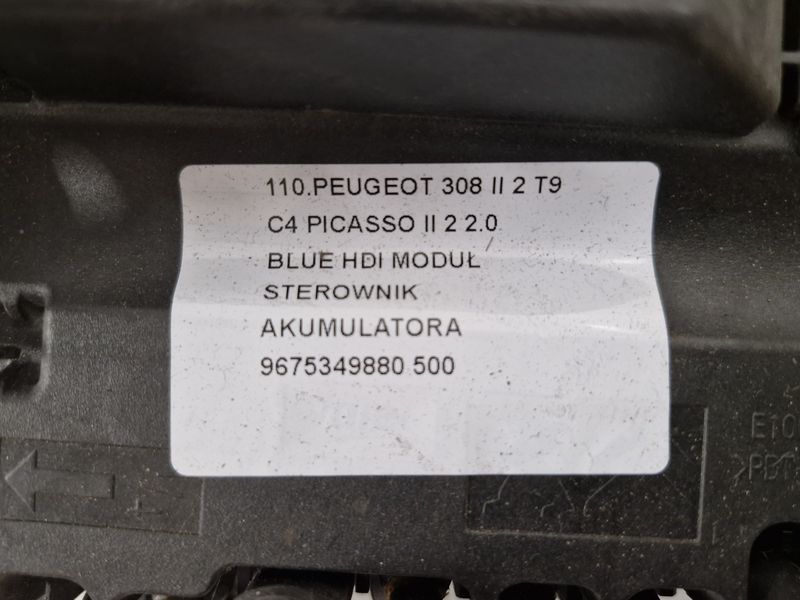 110.PEUGEOT 308 II 2 T9
C4 PICASSO II 2 2.0
BLUE HDI MODUŁ
STEROWNIK
AKUMULATORA
9675349880 500